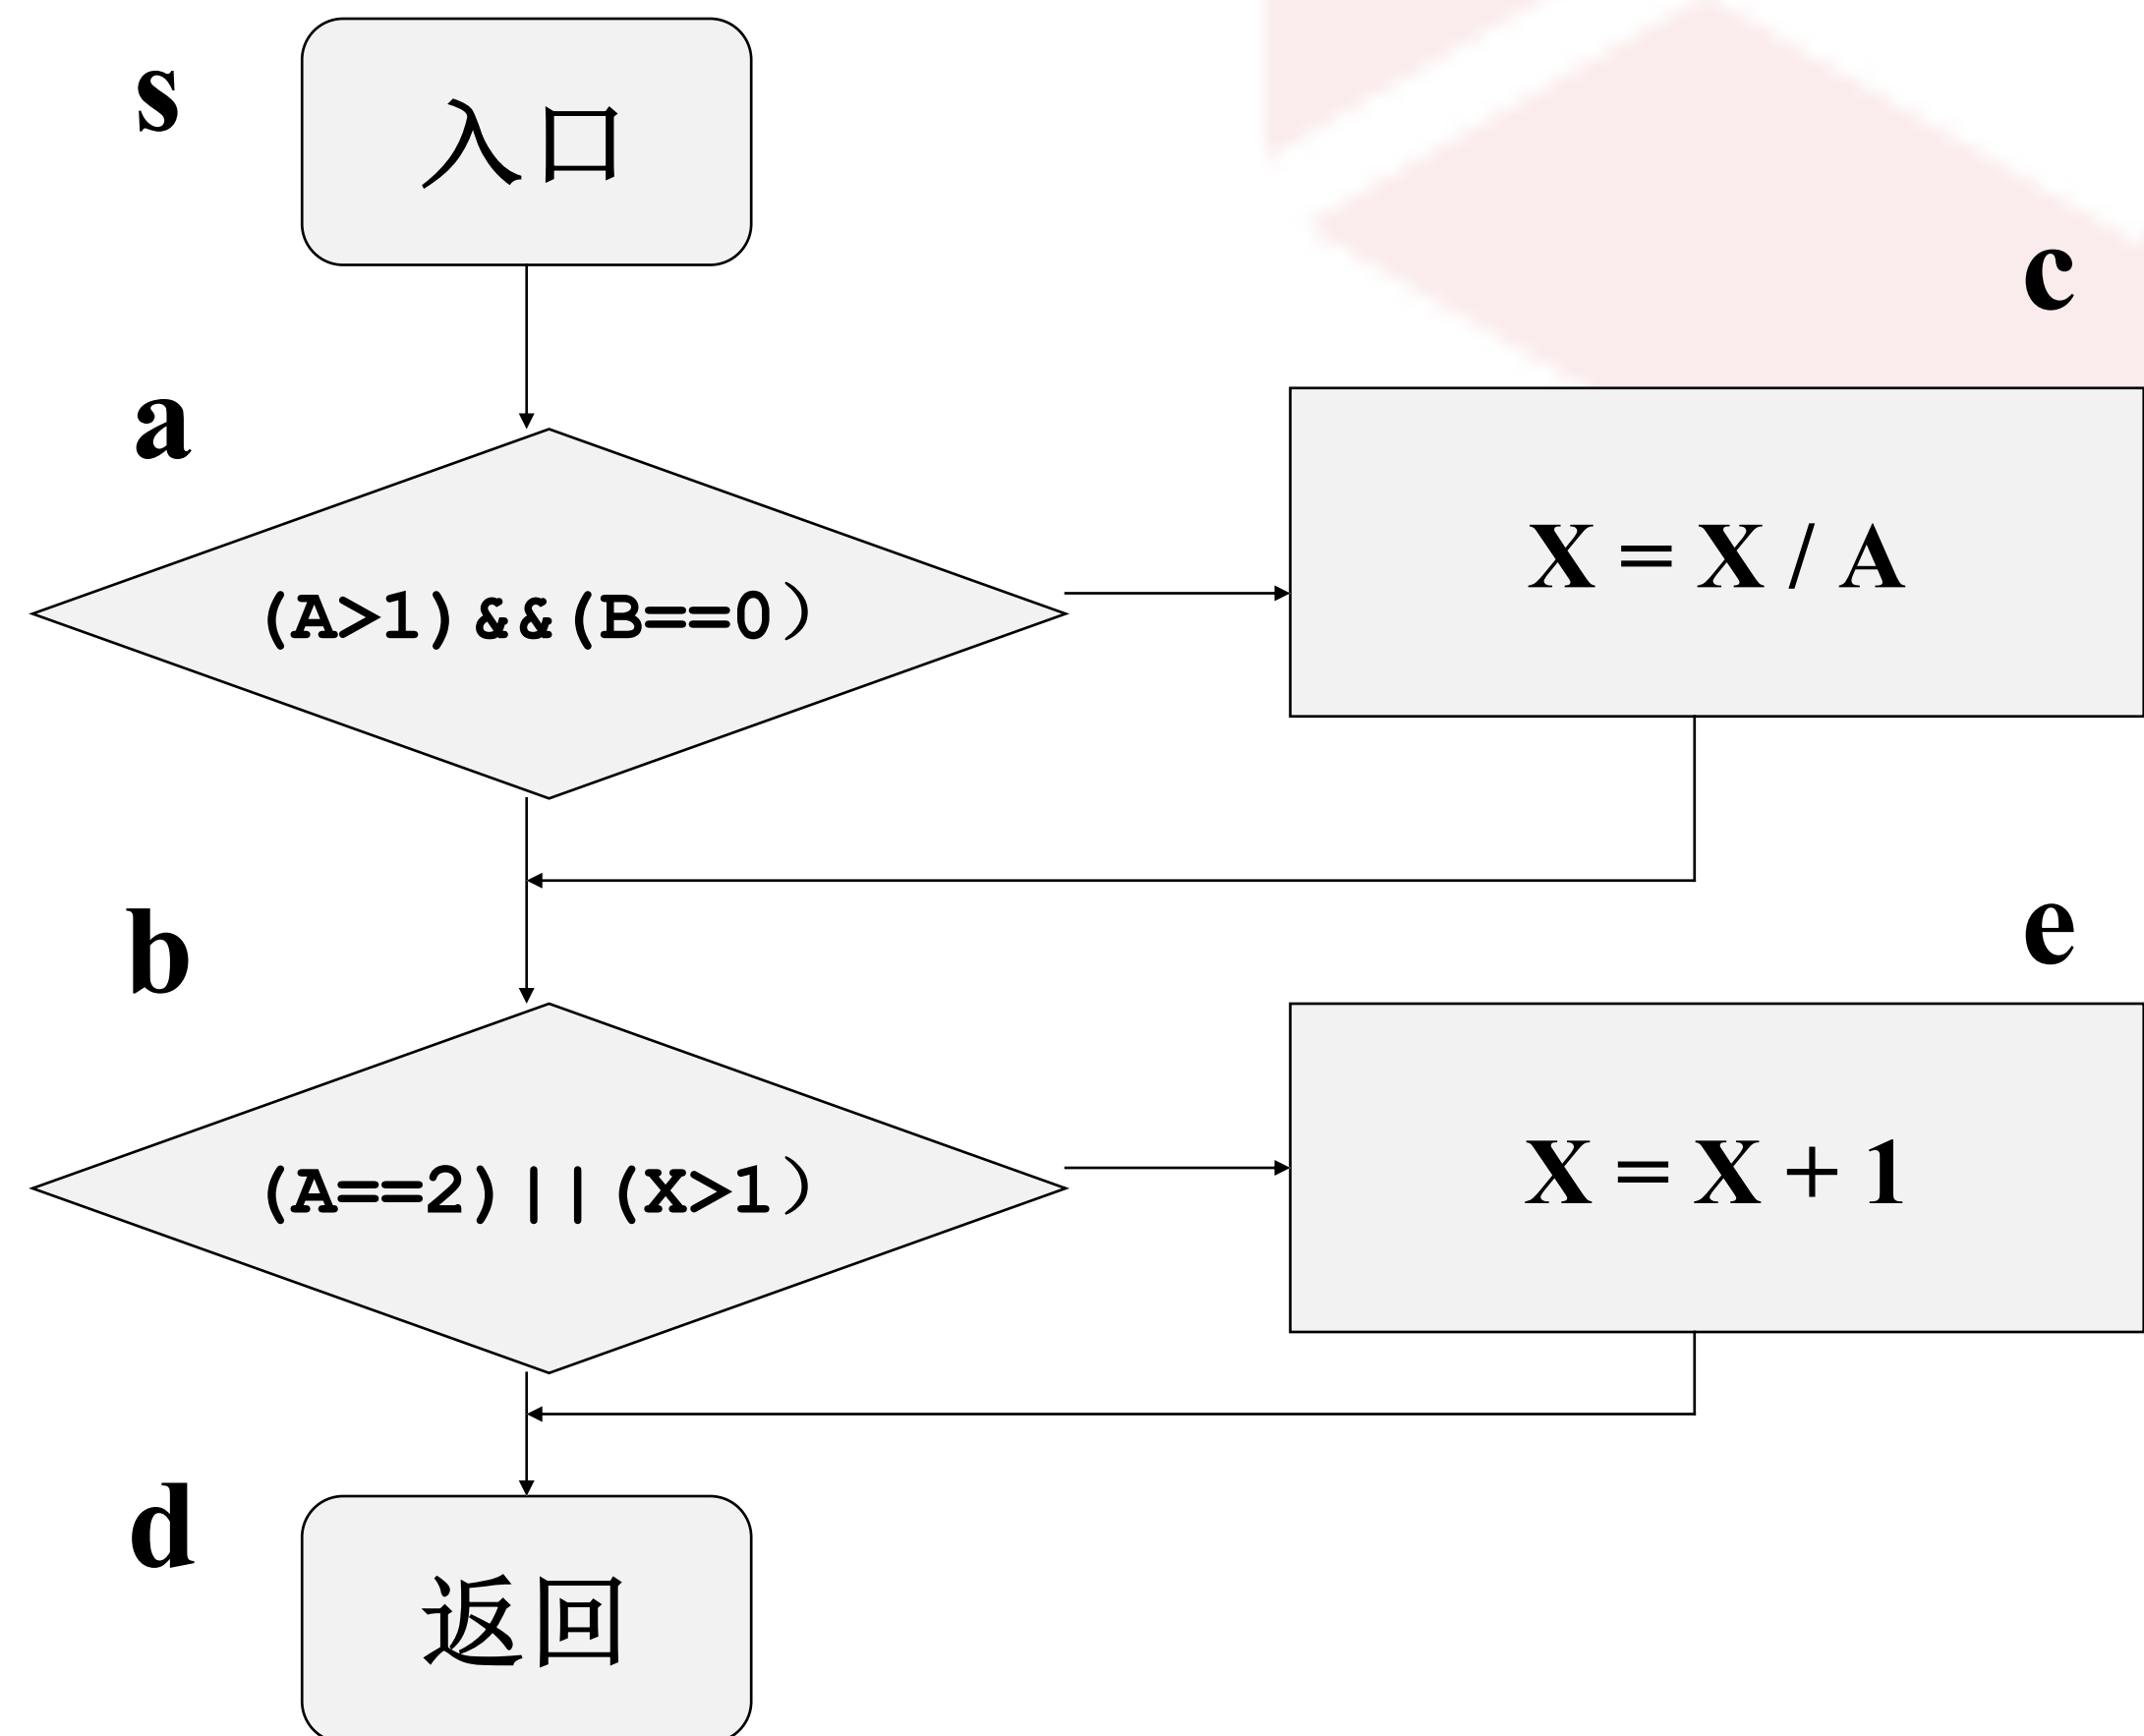 s
入口
c
a
(A>1)&&(B==0）
X = X / A
b
e
(A==2)||(x>1）
X = X + 1
d
返回